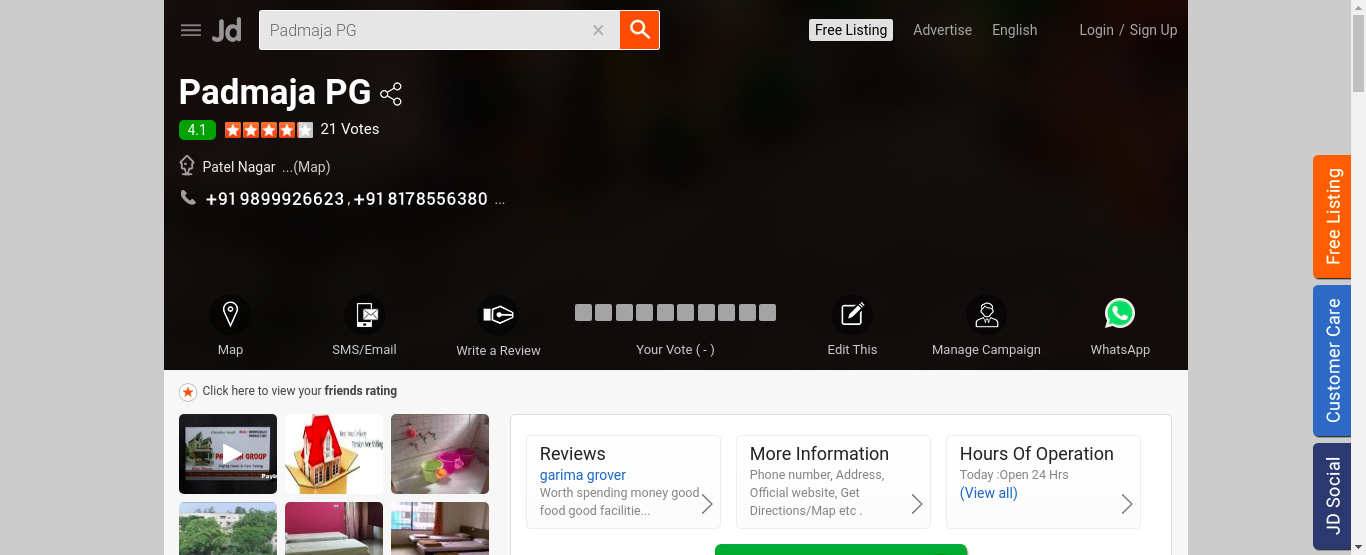 Jd
Padmaja PG
Free Listing
Advertise
English
Login / Sign Up
Padmaja PG
4.1
21 Votes
Patel Nagar ...(Map)
+91 9899926623, +91 8178556380 ...
Map
SMS/Email
Write a Review
Your Vote ( - )
Edit This
Manage Campaign
WhatsApp
Click here to view your friends rating
Reviews
garima grover
Worth spending money good
food good facilitie...
More Information
Phone number, Address,
Official website, Get
Directions/Map etc .
Hours Of Operation
Today :Open 24 Hrs
(View all)
Free Listing
Customer Care
JD Social